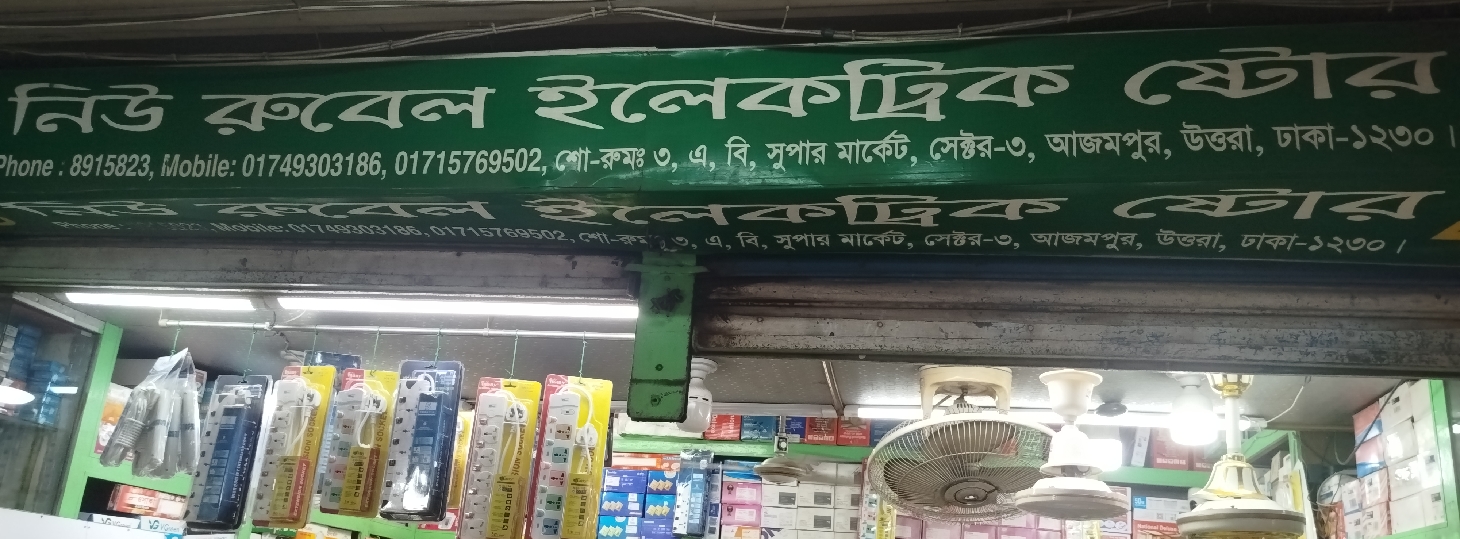 নিউ রুবেল ইলেকট্রিক ষ্টোর
Phone : 8915823, Mobile: 01749303186, 01715769502, শো-রুমঃ ৩, এ, বি, সুপার মার্কেট, সেক্টর-৩, আজমপুর, উত্তরা, ঢাকা-১২৩০।
নিউ রুবেল ইলেকট্রিক ষ্টোর
Phone : Mobile: 01749303186, 01715769502, শো-রুমঃ ৩, এ, বি, সুপার মার্কেট, সেক্টর-৩, আজমপুর, উত্তরা, ঢাকা-১২৩০।